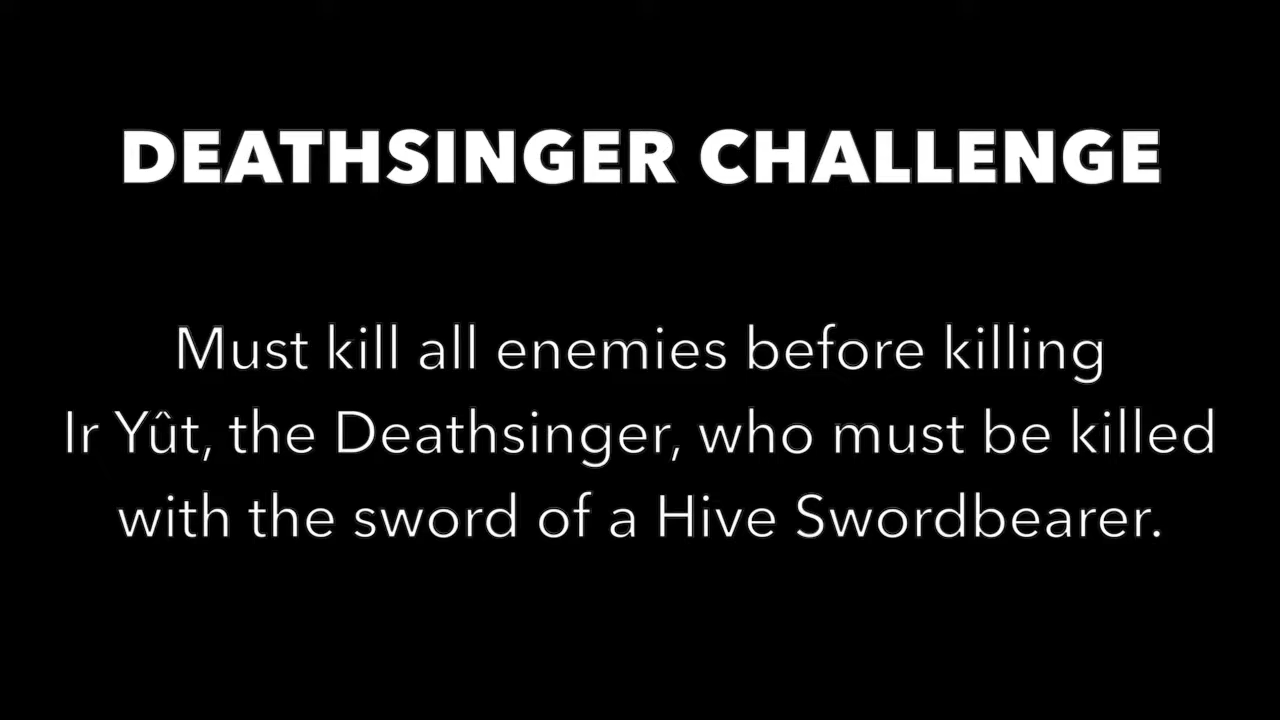 DEATHSINGER CHALLENGE
Must kill all enemies before killing
Ir Yût, the Deathsinger, who must be killed
with the sword of a Hive Swordbearer.